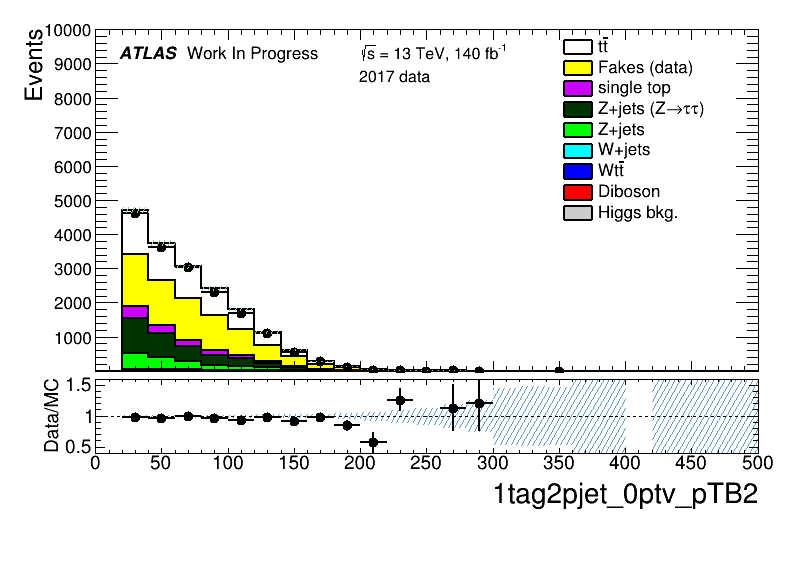 Events
10000
9000
8000
7000
6000
5000
4000
3000
2000
1000
ATLAS Work In Progress
√s = 13 TeV, 140 fb⁻¹
2017 data
tt̄
Fakes (data)
single top
Z+jets (Z→ττ)
Z+jets
W+jets
Wtt̄
Diboson
Higgs bkg.
Data/MC
1.5
1
0.5
0 50 100 150 200 250 300 350 400 450 500
1tag2pjet_0ptv_pTB2